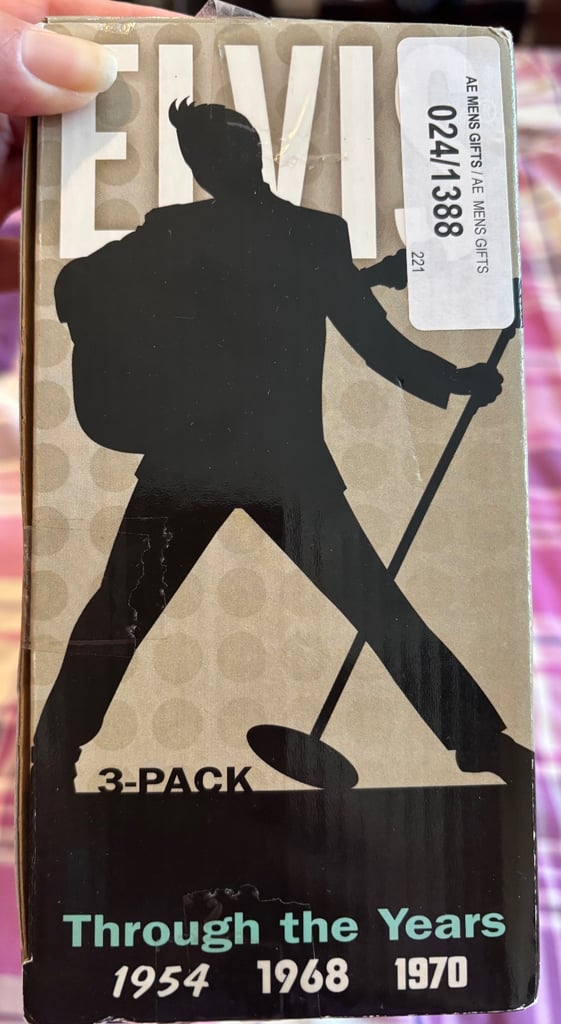 ELVIS
AE MENS GIFTS / AE MENS GIFTS
024/1388
221
3-PACK
Through the Years
1954 1968 1970